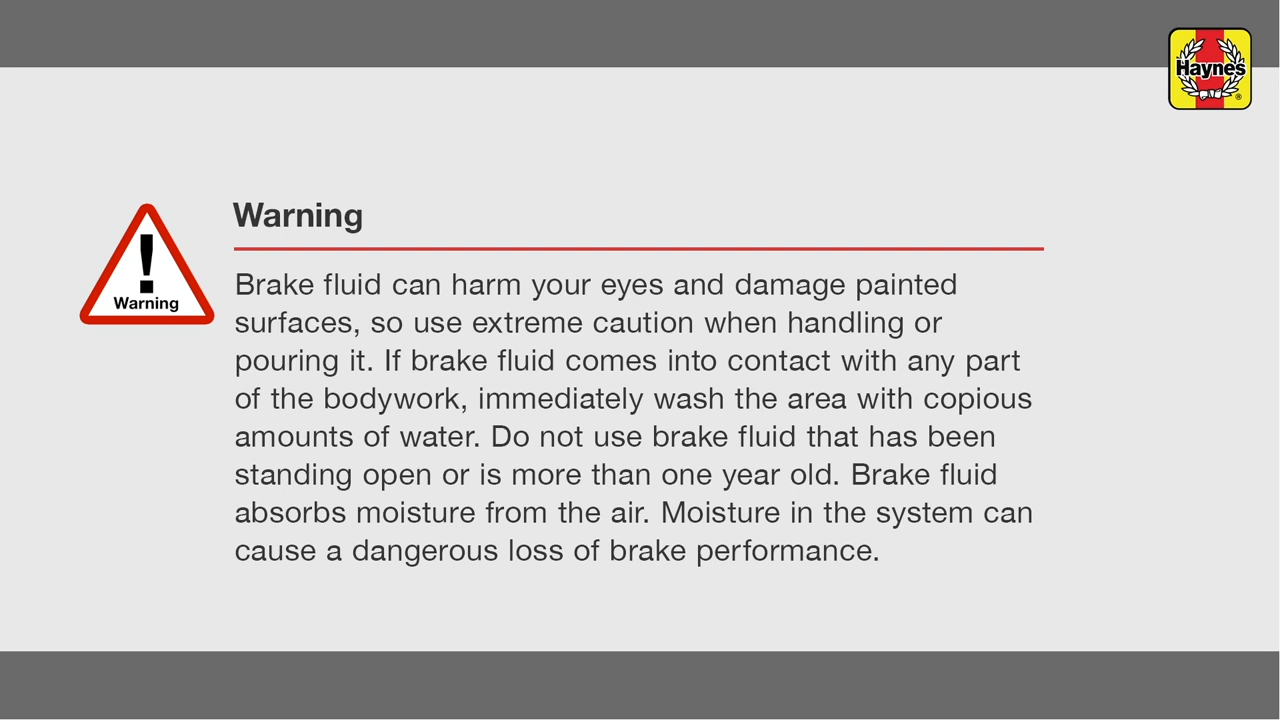 Haynes
®
Warning
Warning
Brake fluid can harm your eyes and damage painted
surfaces, so use extreme caution when handling or
pouring it. If brake fluid comes into contact with any part
of the bodywork, immediately wash the area with copious
amounts of water. Do not use brake fluid that has been
standing open or is more than one year old. Brake fluid
absorbs moisture from the air. Moisture in the system can
cause a dangerous loss of brake performance.